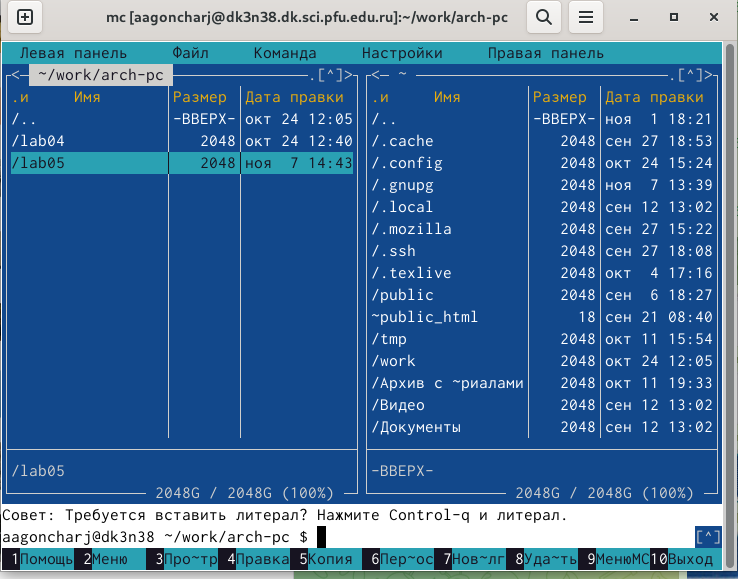 mc [aagoncharj@dk3n38.dk.sci.pfu.edu.ru]:~/work/arch-pc
Левая панель Файл Команда Настройки Правая панель
<─ ~/work/arch-pc .[^]>
.и Имя Размер Дата правки
/.. -ВВЕРХ- окт 24 12:05
/lab04 2048 окт 24 12:40
/lab05 2048 ноя 7 14:43
/lab05
2048G / 2048G (100%)
<─ ~ .[^]>
.и Имя Размер Дата правки
/.. -ВВЕРХ- ноя 1 18:21
/.cache 2048 сен 27 18:53
/.config 2048 окт 24 15:24
/.gnupg 2048 ноя 7 13:39
/.local 2048 сен 12 13:02
/.mozilla 2048 сен 27 15:22
/.ssh 2048 сен 27 18:08
/.texlive 2048 окт 4 17:16
/public 2048 сен 6 18:27
~public_html 18 сен 21 08:40
/tmp 2048 окт 11 15:54
/work 2048 окт 24 12:05
/Архив с ~риалами 2048 окт 11 19:33
/Видео 2048 сен 12 13:02
/Документы 2048 сен 12 13:02
-ВВЕРХ-
2048G / 2048G (100%)
Совет: Требуется вставить литерал? Нажмите Control-q и литерал.
aagoncharj@dk3n38 ~/work/arch-pc $ [^]
1Помощь 2Меню 3Про~тр 4Правка 5Копия 6Пер~ос 7Нов~лг 8Уда~ть 9МенюMC 10Выход